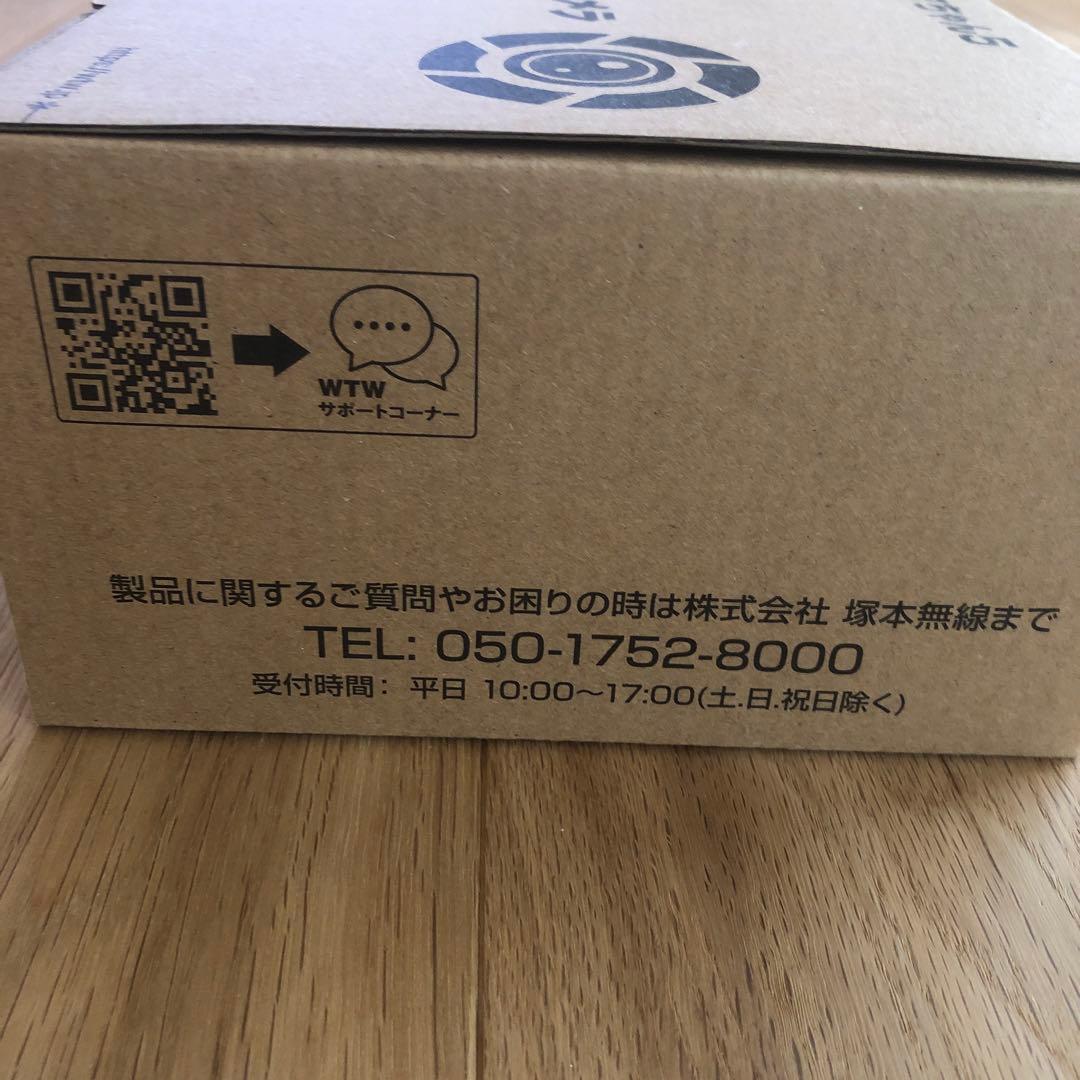 メラ
WTW
サポートコーナー
製品に関するご質問やお困りの時は株式会社 塚本無線まで
TEL: 050-1752-8000
受付時間： 平日 10:00〜17:00(土.日.祝日除く)